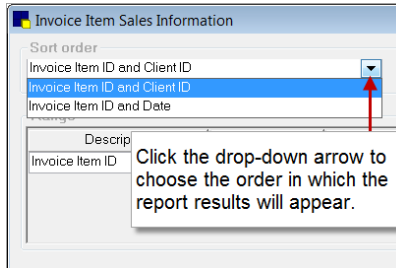 Invoice Item Sales Information
Sort order
Invoice Item ID and Client ID
Invoice Item ID and Client ID
Invoice Item ID and Date
Descrip
Invoice Item ID
Click the drop-down arrow to
choose the order in which the
report results will appear.